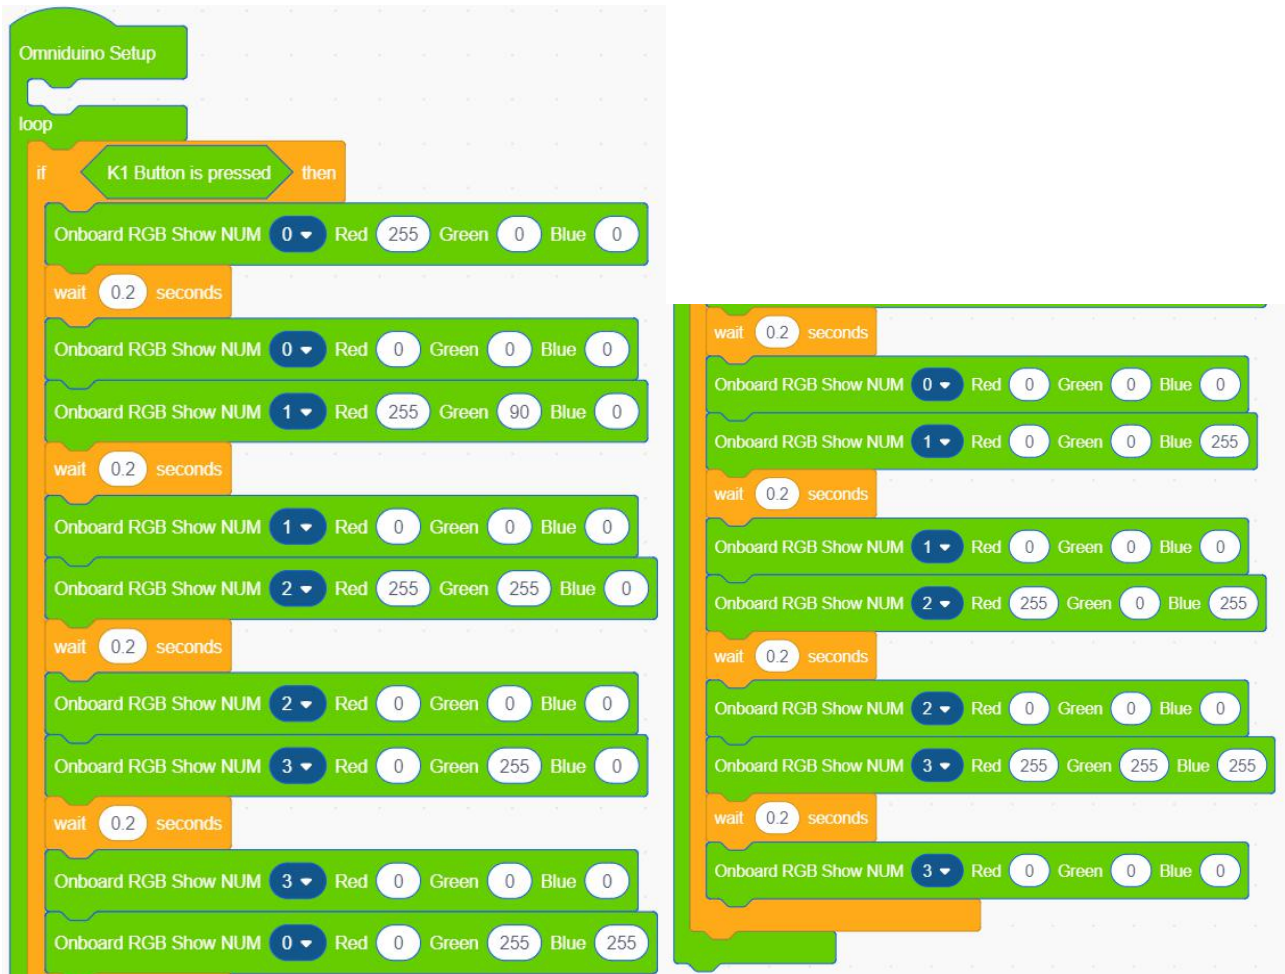 Omniduino Setup
loop
if K1 Button is pressed then
Onboard RGB Show NUM 0 Red 255 Green 0 Blue 0
wait 0.2 seconds
Onboard RGB Show NUM 0 Red 0 Green 0 Blue 0
Onboard RGB Show NUM 1 Red 255 Green 90 Blue 0
wait 0.2 seconds
Onboard RGB Show NUM 1 Red 0 Green 0 Blue 0
Onboard RGB Show NUM 2 Red 255 Green 255 Blue 0
wait 0.2 seconds
Onboard RGB Show NUM 2 Red 0 Green 0 Blue 0
Onboard RGB Show NUM 3 Red 0 Green 255 Blue 0
wait 0.2 seconds
Onboard RGB Show NUM 3 Red 0 Green 0 Blue 0
Onboard RGB Show NUM 0 Red 0 Green 255 Blue 255
wait 0.2 seconds
Onboard RGB Show NUM 0 Red 0 Green 0 Blue 0
Onboard RGB Show NUM 1 Red 0 Green 0 Blue 255
wait 0.2 seconds
Onboard RGB Show NUM 1 Red 0 Green 0 Blue 0
Onboard RGB Show NUM 2 Red 255 Green 0 Blue 255
wait 0.2 seconds
Onboard RGB Show NUM 2 Red 0 Green 0 Blue 0
Onboard RGB Show NUM 3 Red 255 Green 255 Blue 255
wait 0.2 seconds
Onboard RGB Show NUM 3 Red 0 Green 0 Blue 0